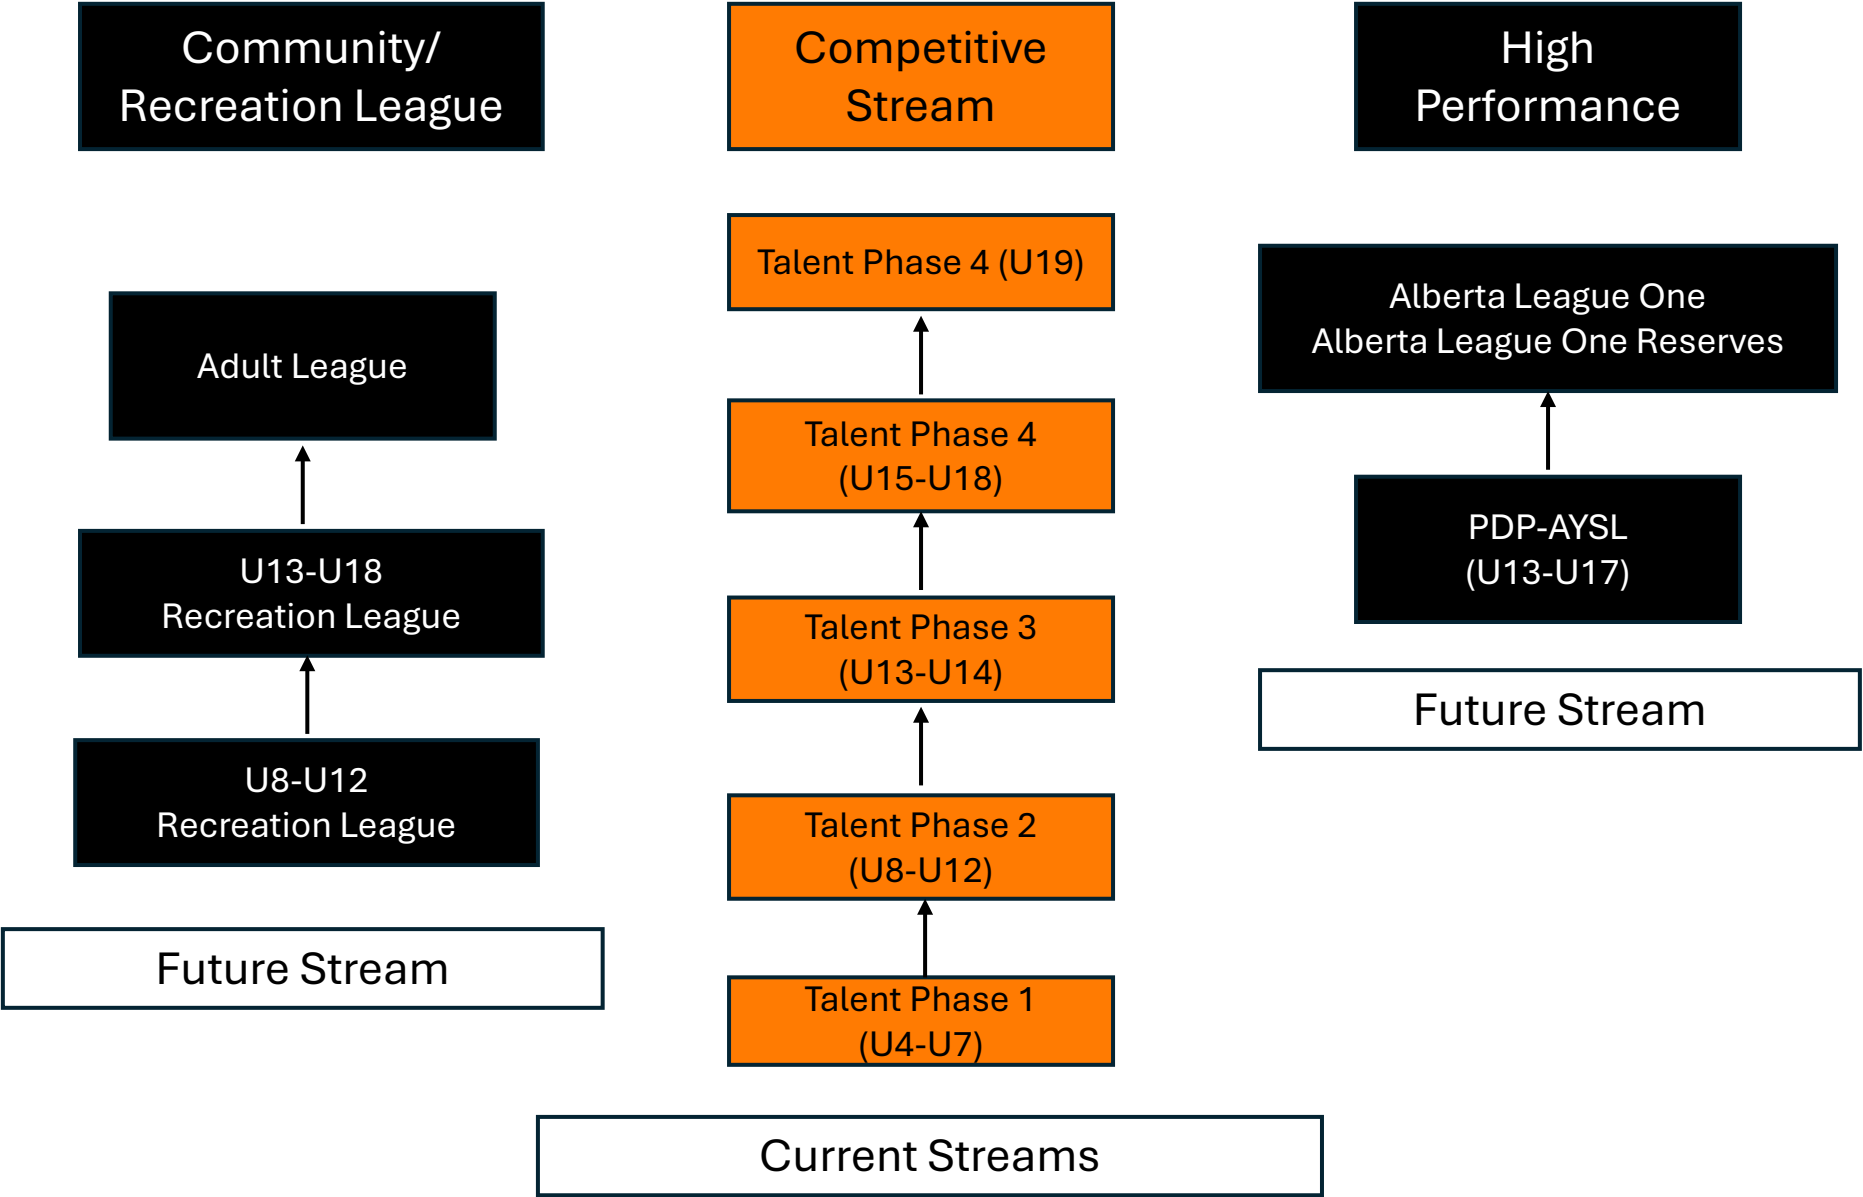 Community/
Recreation League
Competitive
Stream
High
Performance
Adult League
U13-U18
Recreation League
U8-U12
Recreation League
Future Stream
Talent Phase 4 (U19)
Talent Phase 4
(U15-U18)
Talent Phase 3
(U13-U14)
Talent Phase 2
(U8-U12)
Talent Phase 1
(U4-U7)
Current Streams
Alberta League One
Alberta League One Reserves
PDP-AYSL
(U13-U17)
Future Stream